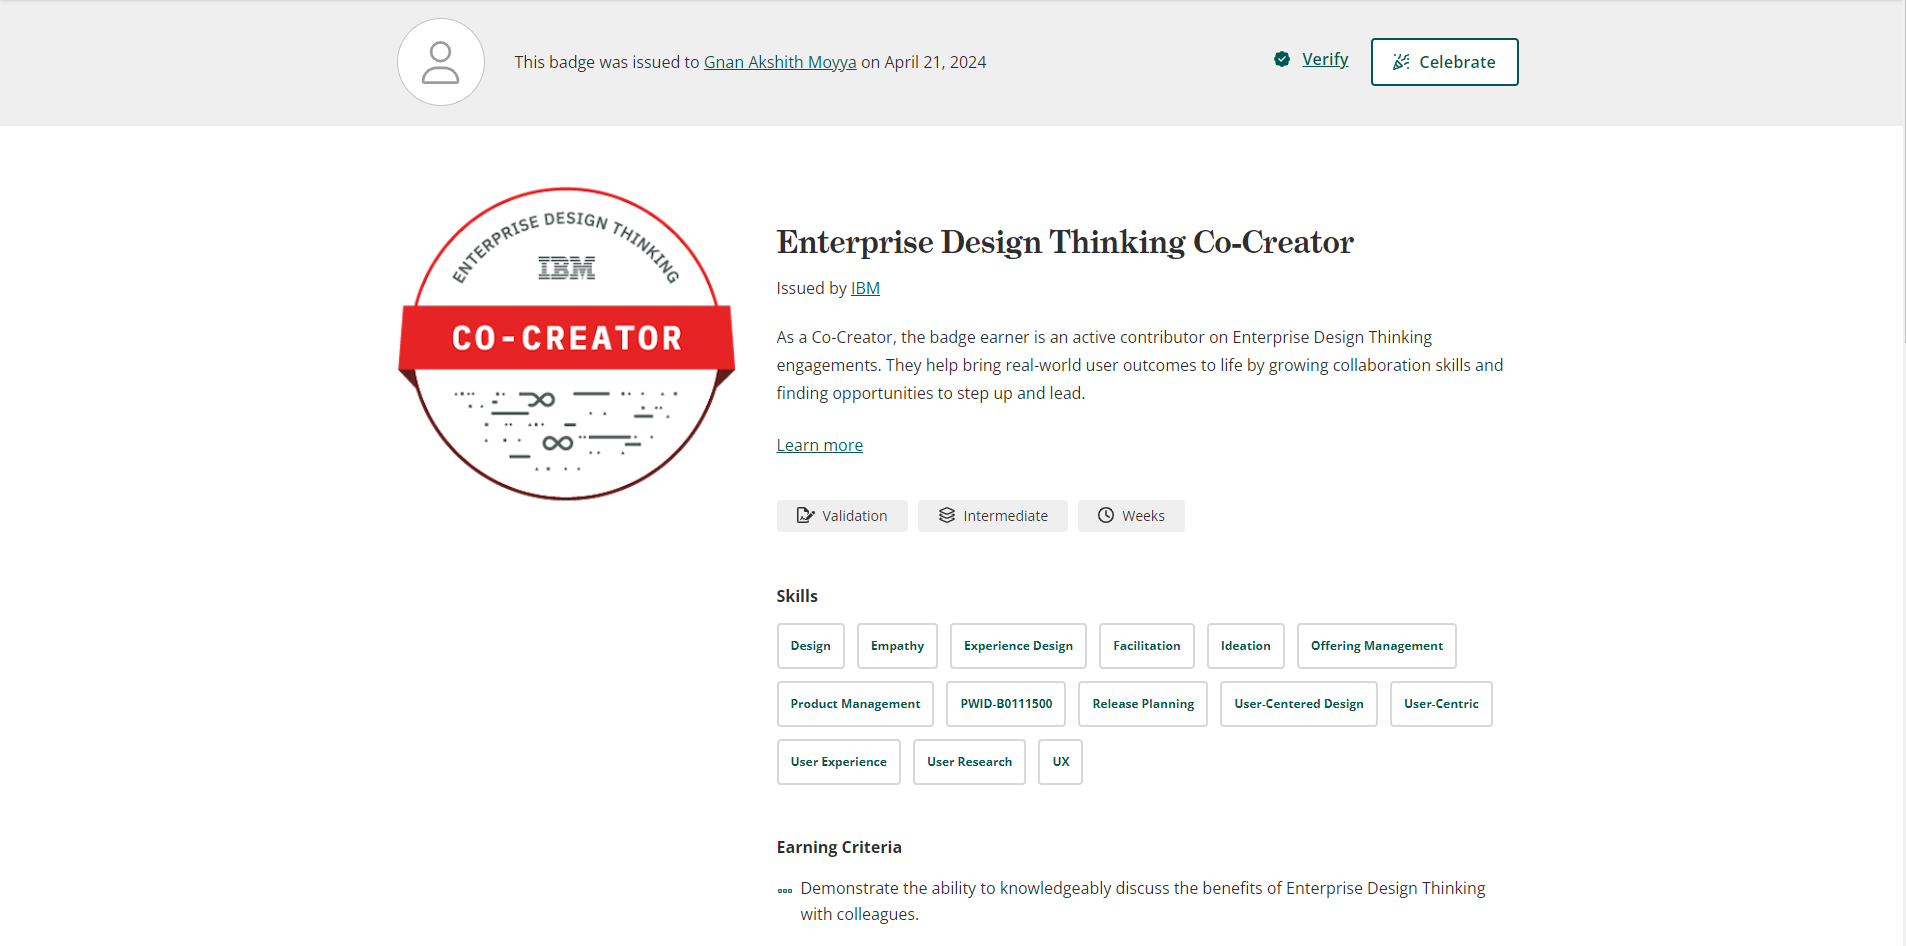 This badge was issued to Gnan Akshith Moyya on April 21, 2024
Verify
Celebrate
ENTERPRISE DESIGN THINKING
IBM
CO-CREATOR
Enterprise Design Thinking Co-Creator
Issued by IBM
As a Co-Creator, the badge earner is an active contributor on Enterprise Design Thinking
engagements. They help bring real-world user outcomes to life by growing collaboration skills and
finding opportunities to step up and lead.
Learn more
Validation
Intermediate
Weeks
Skills
Design
Empathy
Experience Design
Facilitation
Ideation
Offering Management
Product Management
PWID-B0111500
Release Planning
User-Centered Design
User-Centric
User Experience
User Research
UX
Earning Criteria
Demonstrate the ability to knowledgeably discuss the benefits of Enterprise Design Thinking
with colleagues.